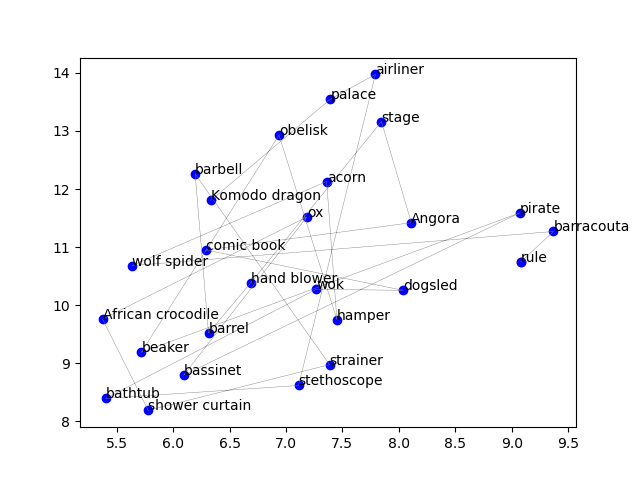 14
13
12
11
10
9
8
airliner
palace
stage
obelisk
barbell
acorn
Komodo dragon
ox
pirate
Angora
barracouta
comic book
wolf spider
rule
hand blower
wok
dogsled
African crocodile
hamper
barrel
beaker
strainer
bassinet
stethoscope
bathtub
shower curtain
5.5 6.0 6.5 7.0 7.5 8.0 8.5 9.0 9.5